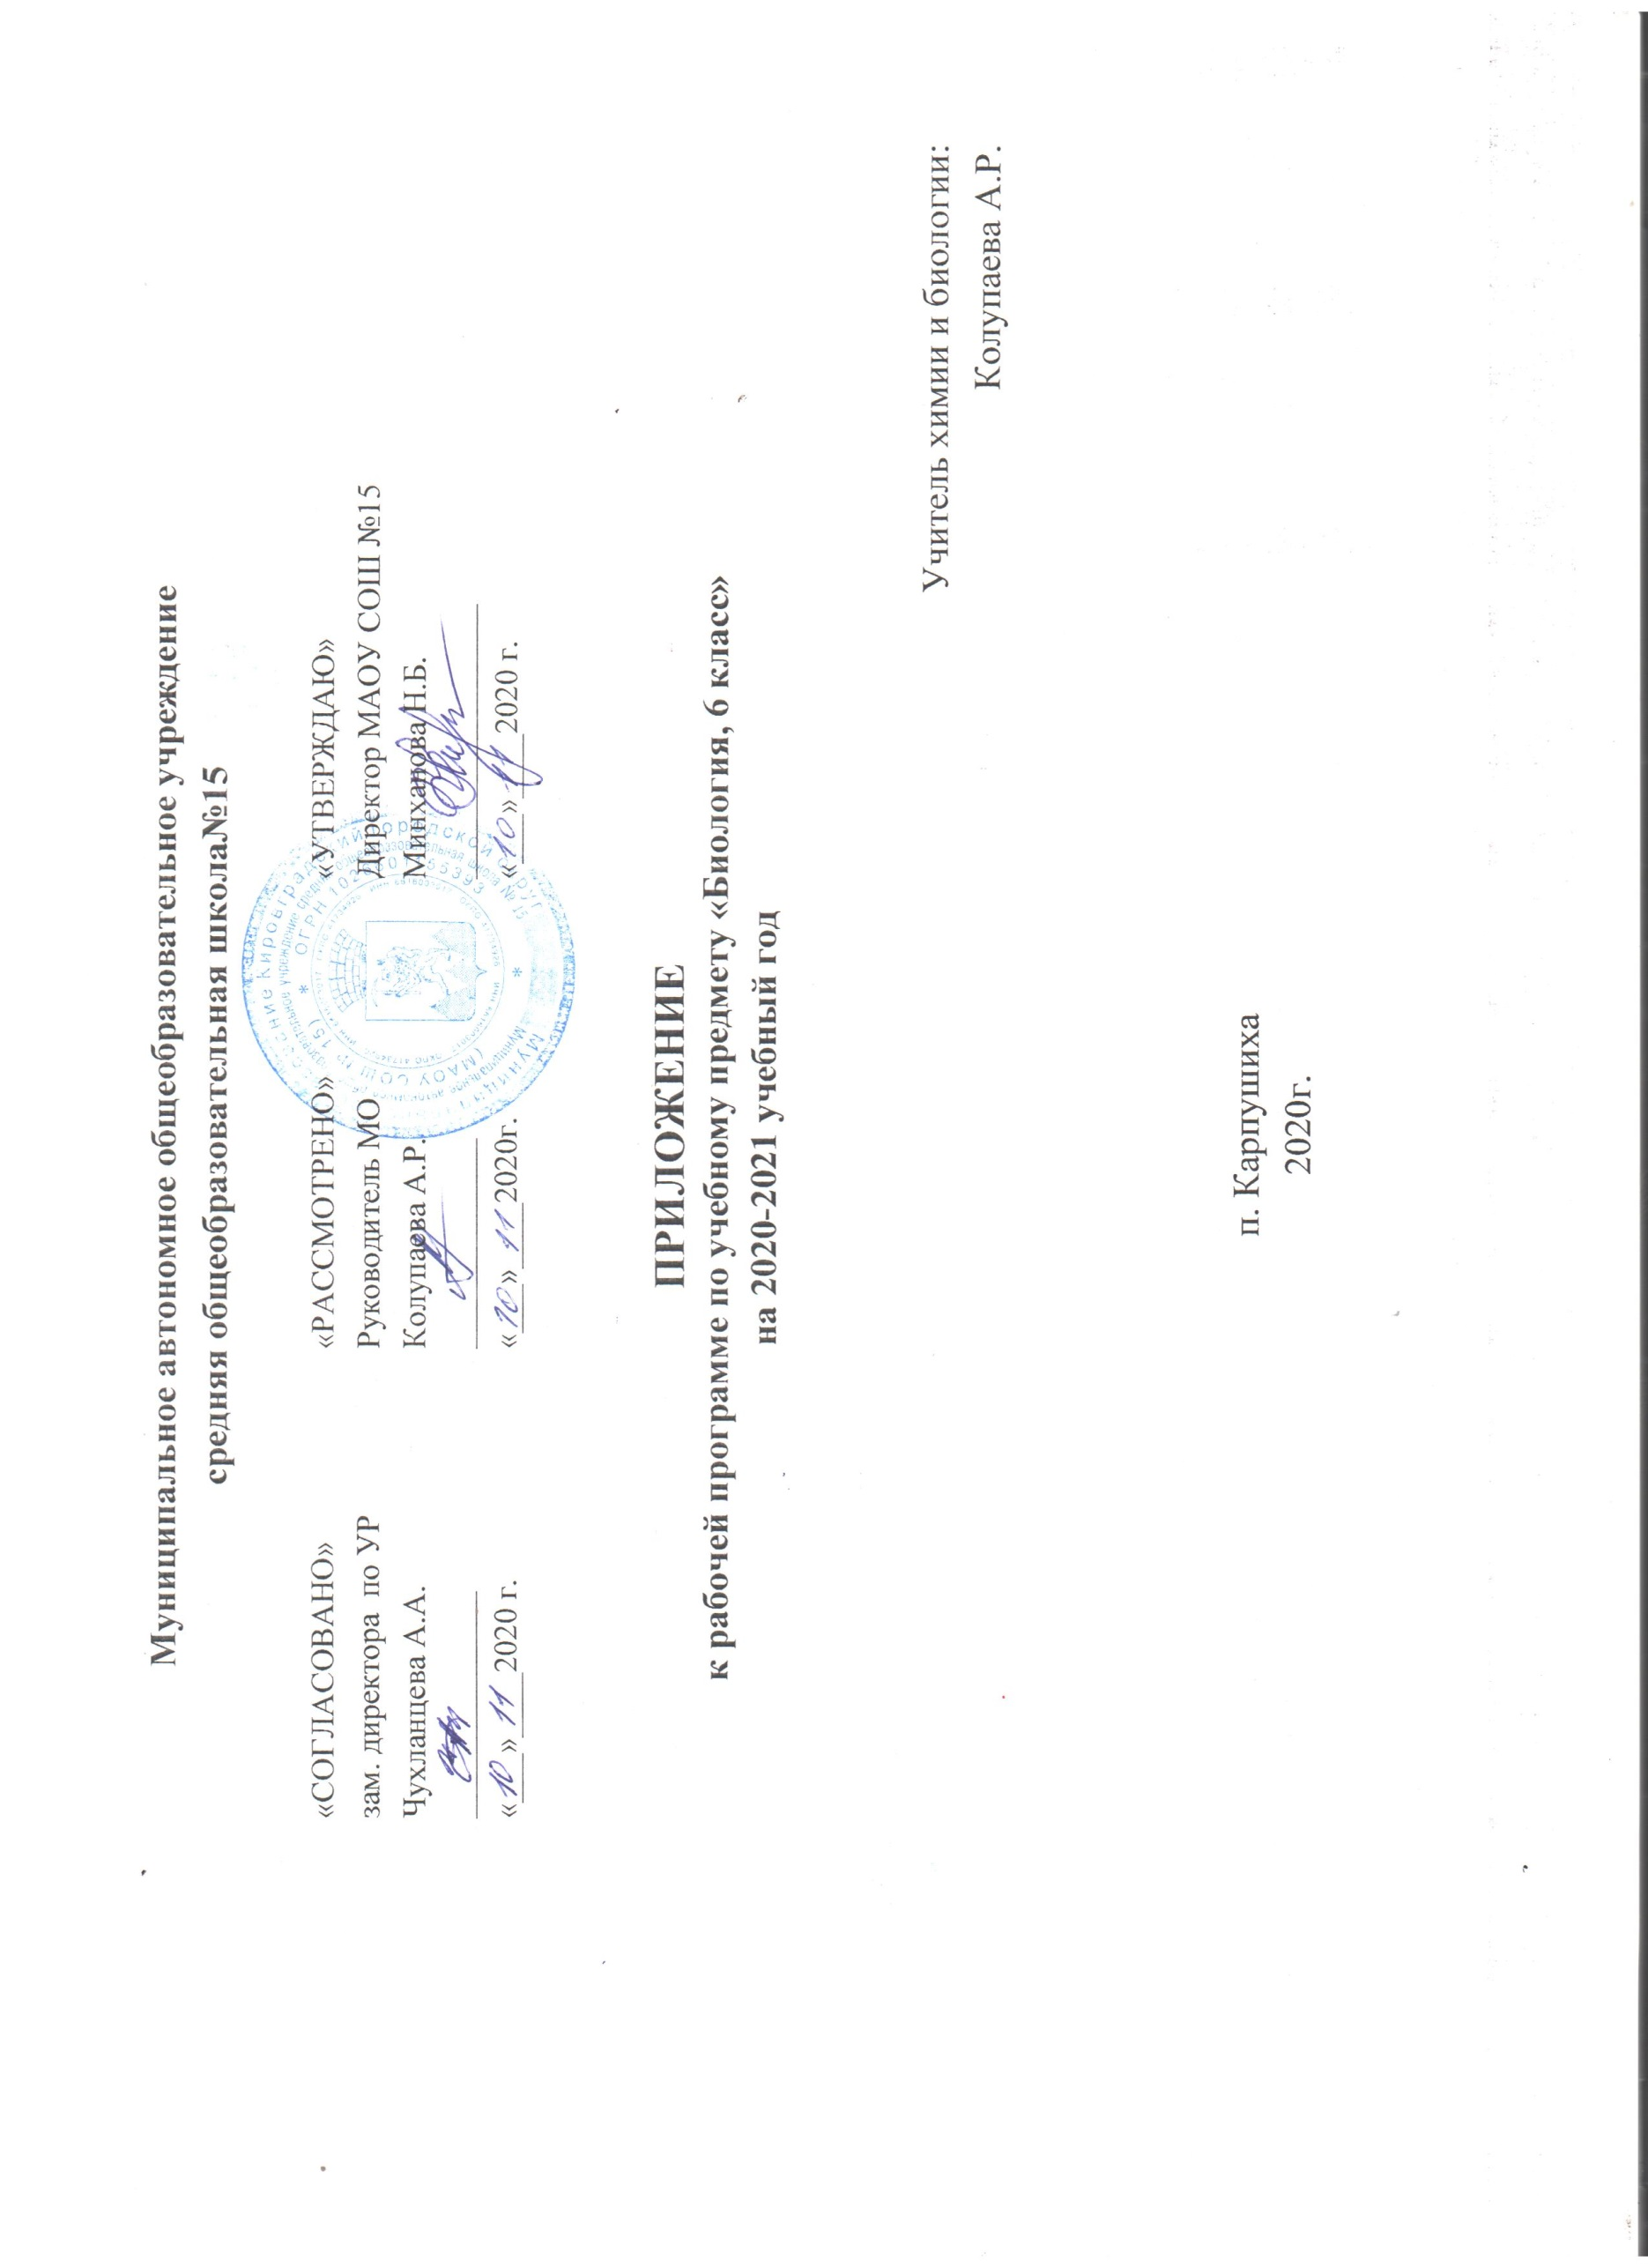 Муниципальное автономное общеобразовательное учреждение
средняя общеобразовательная школа№15
«СОГЛАСОВАНО»
зам. директора по УР
Чухланцева А.А.
«10» 11 2020 г.
«РАССМОТРЕНО»
Руководитель МО
Колупаева А.Р.
«10» 11 2020г.
«УТВЕРЖДАЮ»
Директор МАОУ СОШ №15
Минханова Н.Б.
«10» 11 2020 г.
ПРИЛОЖЕНИЕ
к рабочей программе по учебному предмету «Биология, 6 класс»
на 2020-2021 учебный год
Учитель химии и биологии:
Колупаева А.Р.
п. Карпушиха
2020г.